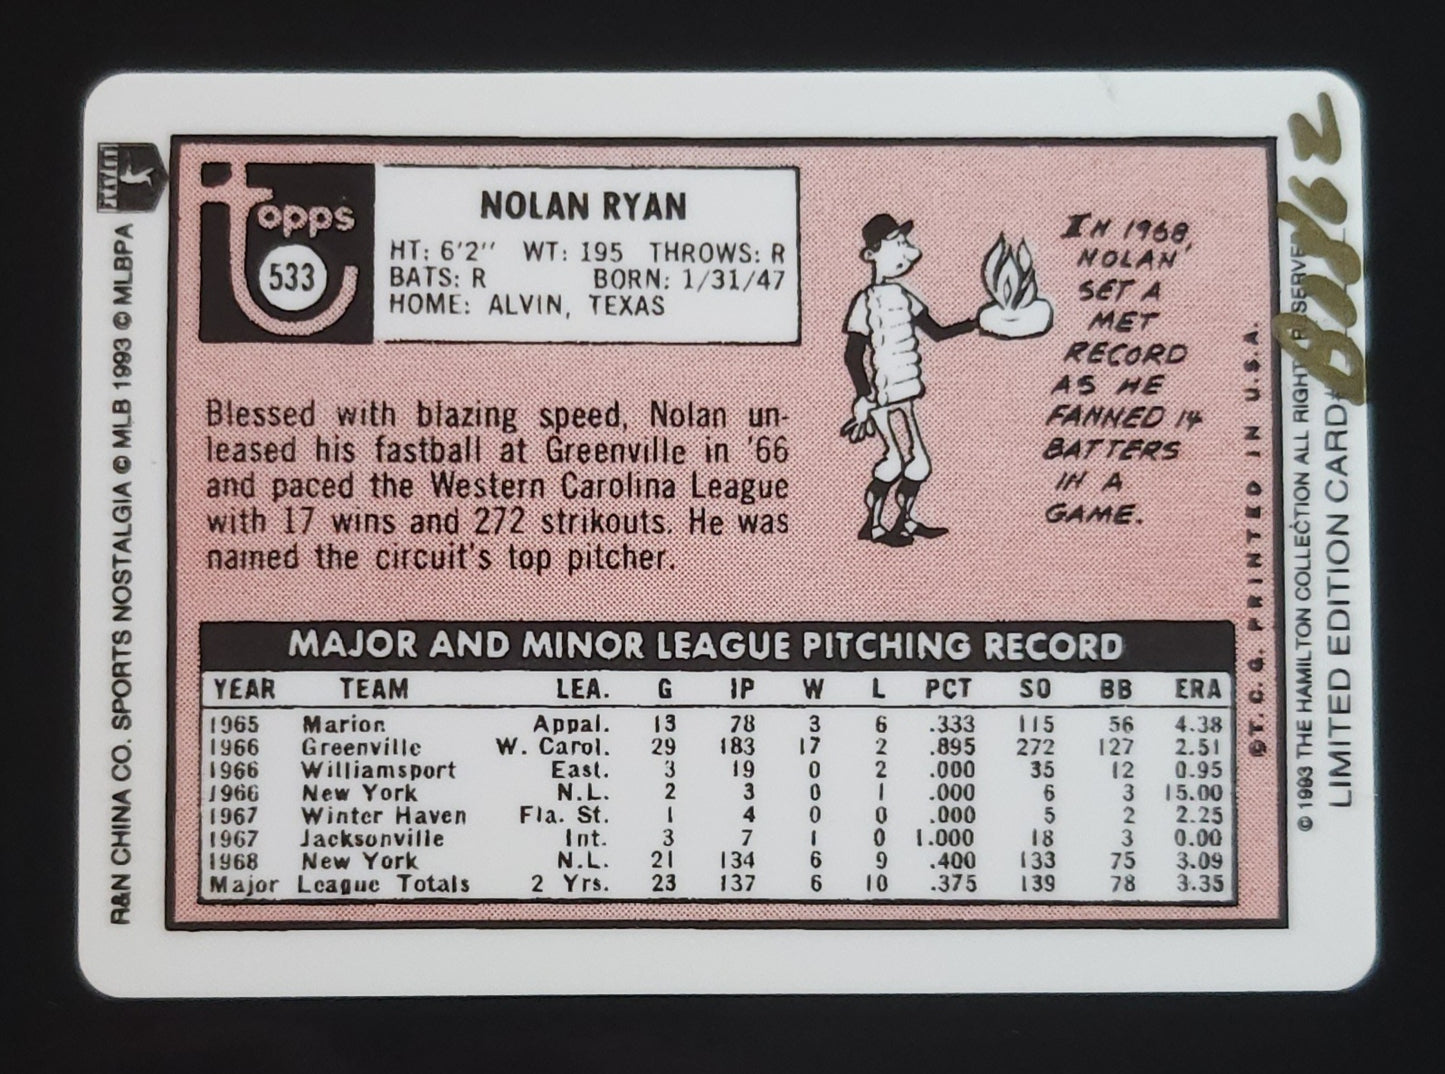 topps
533
NOLAN RYAN
HT: 6'2" WT: 195 THROWS: R
BATS: R BORN: 1/31/47
HOME: ALVIN, TEXAS
Blessed with blazing speed, Nolan un-
leased his fastball at Greenville in '66
and paced the Western Carolina League
with 17 wins and 272 strikouts. He was
named the circuit's top pitcher.
IN 1968,
NOLAN
SET A
MET
RECORD
AS HE
FANNED 14
BATTERS
IN A
GAME.
MAJOR AND MINOR LEAGUE PITCHING RECORD
YEAR TEAM LEA. G IP W L PCT SO BB ERA
1965 Marion Appal. 13 78 3 6 .333 115 56 4.38
1966 Greenville W. Carol. 29 183 17 2 .895 272 127 2.51
1966 Williamsport East. 3 19 0 2 .000 35 12 0.95
1966 New York N.L. 2 3 0 1 .000 6 3 15.00
1967 Winter Haven Fla. St. 1 4 0 0 .000 5 2 2.25
1967 Jacksonville Int. 3 7 1 0 1.000 18 3 0.00
1968 New York N.L. 21 134 6 9 .400 133 75 3.09
Major League Totals 2 Yrs. 23 137 6 10 .375 139 78 3.35
©T.C.G. PRINTED IN U.S.A.
R&N CHINA CO. SPORTS NOSTALGIA © MLB 1993 © MLBPA
© 1993 THE HAMILTON COLLECTION ALL RIGHT RESERVE
LIMITED EDITION CARD#